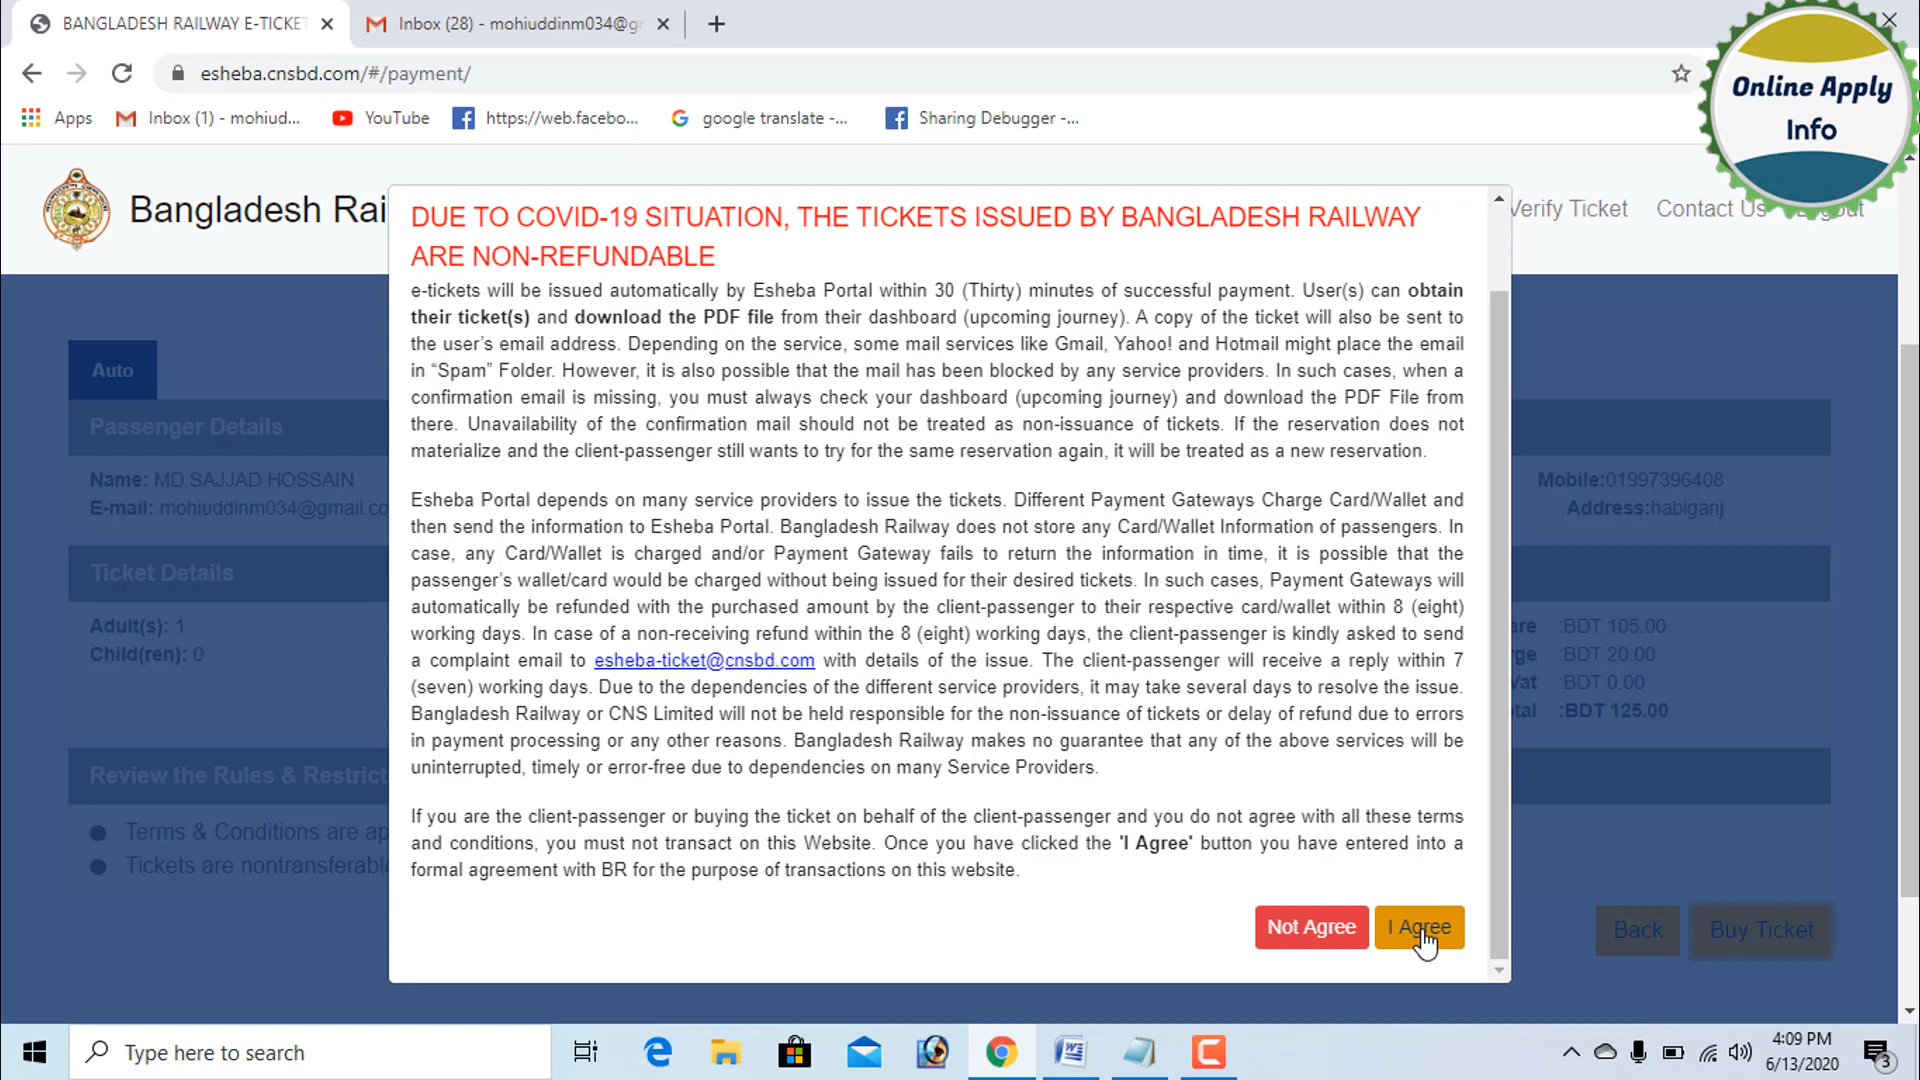 BANGLADESH RAILWAY E-TICKET
Inbox (28) - mohiuddinm034@g
esheba.cnsbd.com/#/payment/
Apps
Inbox (1) - mohiud...
YouTube
https://web.facebo...
google translate -...
Sharing Debugger -...
Online Apply
Info
Bangladesh Rai
Verify Ticket
Contact Us
Logout
DUE TO COVID-19 SITUATION, THE TICKETS ISSUED BY BANGLADESH RAILWAY
ARE NON-REFUNDABLE
e-tickets will be issued automatically by Esheba Portal within 30 (Thirty) minutes of successful payment. User(s) can obtain
their ticket(s) and download the PDF file from their dashboard (upcoming journey). A copy of the ticket will also be sent to
the user's email address. Depending on the service, some mail services like Gmail, Yahoo! and Hotmail might place the email
in “Spam” Folder. However, it is also possible that the mail has been blocked by any service providers. In such cases, when a
confirmation email is missing, you must always check your dashboard (upcoming journey) and download the PDF File from
there. Unavailability of the confirmation mail should not be treated as non-issuance of tickets. If the reservation does not
materialize and the client-passenger still wants to try for the same reservation again, it will be treated as a new reservation.
Esheba Portal depends on many service providers to issue the tickets. Different Payment Gateways Charge Card/Wallet and
then send the information to Esheba Portal. Bangladesh Railway does not store any Card/Wallet Information of passengers. In
case, any Card/Wallet is charged and/or Payment Gateway fails to return the information in time, it is possible that the
passenger's wallet/card would be charged without being issued for their desired tickets. In such cases, Payment Gateways will
automatically be refunded with the purchased amount by the client-passenger to their respective card/wallet within 8 (eight)
working days. In case of a non-receiving refund within the 8 (eight) working days, the client-passenger is kindly asked to send
a complaint email to esheba-ticket@cnsbd.com with details of the issue. The client-passenger will receive a reply within 7
(seven) working days. Due to the dependencies of the different service providers, it may take several days to resolve the issue.
Bangladesh Railway or CNS Limited will not be held responsible for the non-issuance of tickets or delay of refund due to errors
in payment processing or any other reasons. Bangladesh Railway makes no guarantee that any of the above services will be
uninterrupted, timely or error-free due to dependencies on many Service Providers.
If you are the client-passenger or buying the ticket on behalf of the client-passenger and you do not agree with all these terms
and conditions, you must not transact on this Website. Once you have clicked the 'I Agree' button you have entered into a
formal agreement with BR for the purpose of transactions on this website.
Not Agree
I Agree
Auto
Passenger Details
Name: MD.SAJJAD HOSSAIN
E-mail: mohiuddinm034@gmail.co
Mobile:01997396408
Address:habiganj
Ticket Details
Adult(s): 1
Child(ren): 0
are :BDT 105.00
rge :BDT 20.00
Vat :BDT 0.00
tal :BDT 125.00
Review the Rules & Restrict
Terms & Conditions are ap
Tickets are nontransferable
Back
Buy Ticket
Type here to search
4:09 PM
6/13/2020
3